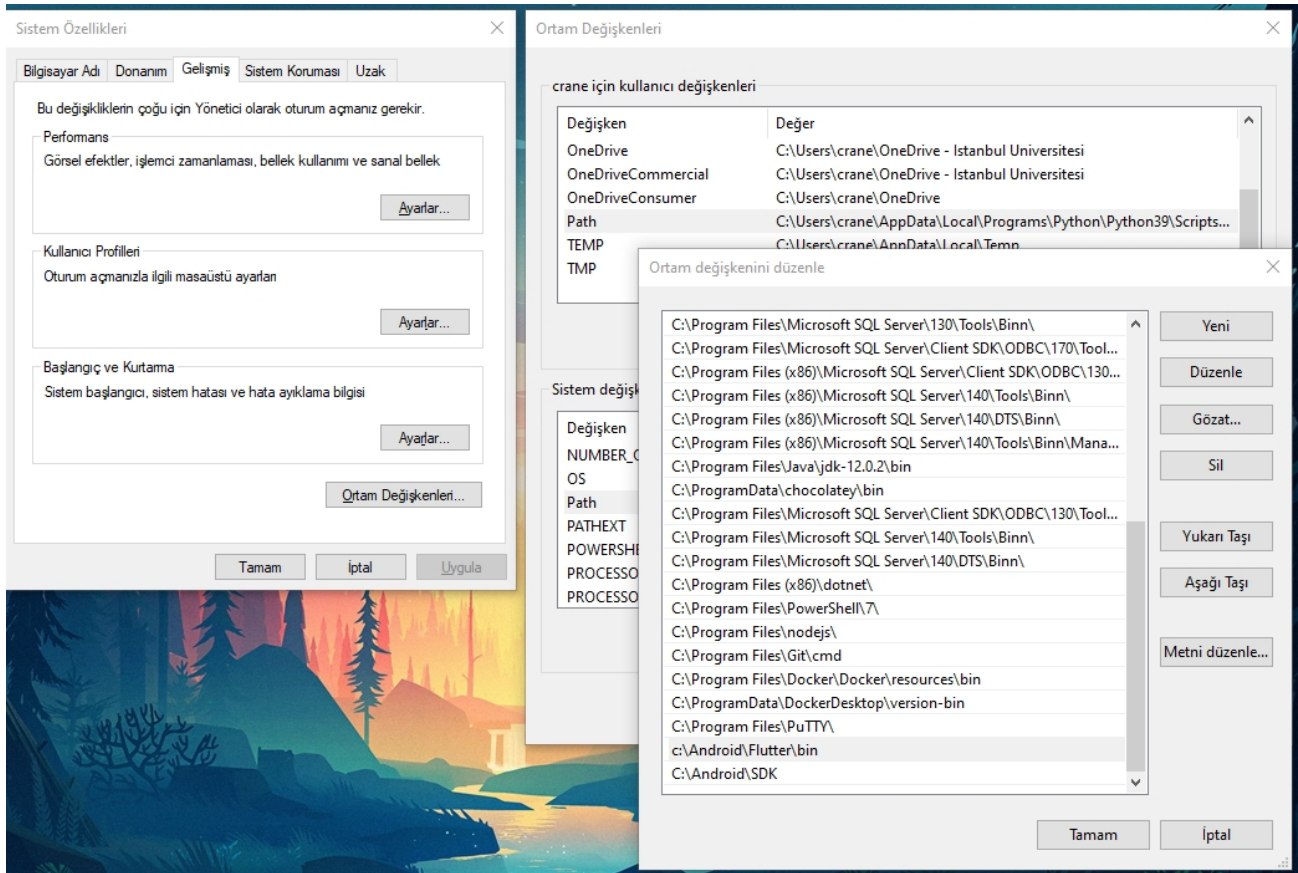 Sistem Özellikleri
Bilgisayar Adı Donanım Gelişmiş Sistem Koruması Uzak
Bu değişikliklerin çoğu için Yönetici olarak oturum açmanız gerekir.
Performans
Görsel efektler, işlemci zamanlaması, bellek kullanımı ve sanal bellek
Ayarlar...
Kullanıcı Profilleri
Oturum açmanızla ilgili masaüstü ayarları
Ayarlar...
Başlangıç ve Kurtarma
Sistem başlangıcı, sistem hatası ve hata ayıklama bilgisi
Ayarlar...
Ortam Değişkenleri...
Tamam İptal Uygula
Ortam Değişkenleri
crane için kullanıcı değişkenleri
Değişken Değer
OneDrive C:\Users\crane\OneDrive - Istanbul Universitesi
OneDriveCommercial C:\Users\crane\OneDrive - Istanbul Universitesi
OneDriveConsumer C:\Users\crane\OneDrive
Path C:\Users\crane\AppData\Local\Programs\Python\Python39\Scripts...
TEMP C:\Users\crane\AppData\Local\Temp
TMP
Sistem değişk
Değişken
NUMBER_O
OS
Path
PATHEXT
POWERSHE
PROCESSO
PROCESSO
Ortam değişkenini düzenle
C:\Program Files\Microsoft SQL Server\130\Tools\Binn\
C:\Program Files\Microsoft SQL Server\Client SDK\ODBC\170\Tool...
C:\Program Files (x86)\Microsoft SQL Server\Client SDK\ODBC\130...
C:\Program Files (x86)\Microsoft SQL Server\140\Tools\Binn\
C:\Program Files (x86)\Microsoft SQL Server\140\DTS\Binn\
C:\Program Files (x86)\Microsoft SQL Server\140\Tools\Binn\Mana...
C:\Program Files\Java\jdk-12.0.2\bin
C:\ProgramData\chocolatey\bin
C:\Program Files\Microsoft SQL Server\Client SDK\ODBC\130\Tool...
C:\Program Files\Microsoft SQL Server\140\Tools\Binn\
C:\Program Files\Microsoft SQL Server\140\DTS\Binn\
C:\Program Files (x86)\dotnet\
C:\Program Files\PowerShell\7\
C:\Program Files\nodejs\
C:\Program Files\Git\cmd
C:\Program Files\Docker\Docker\resources\bin
C:\ProgramData\DockerDesktop\version-bin
C:\Program Files\PuTTY\
c:\Android\Flutter\bin
C:\Android\SDK
Yeni
Düzenle
Gözat...
Sil
Yukarı Taşı
Aşağı Taşı
Metni düzenle...
Tamam İptal